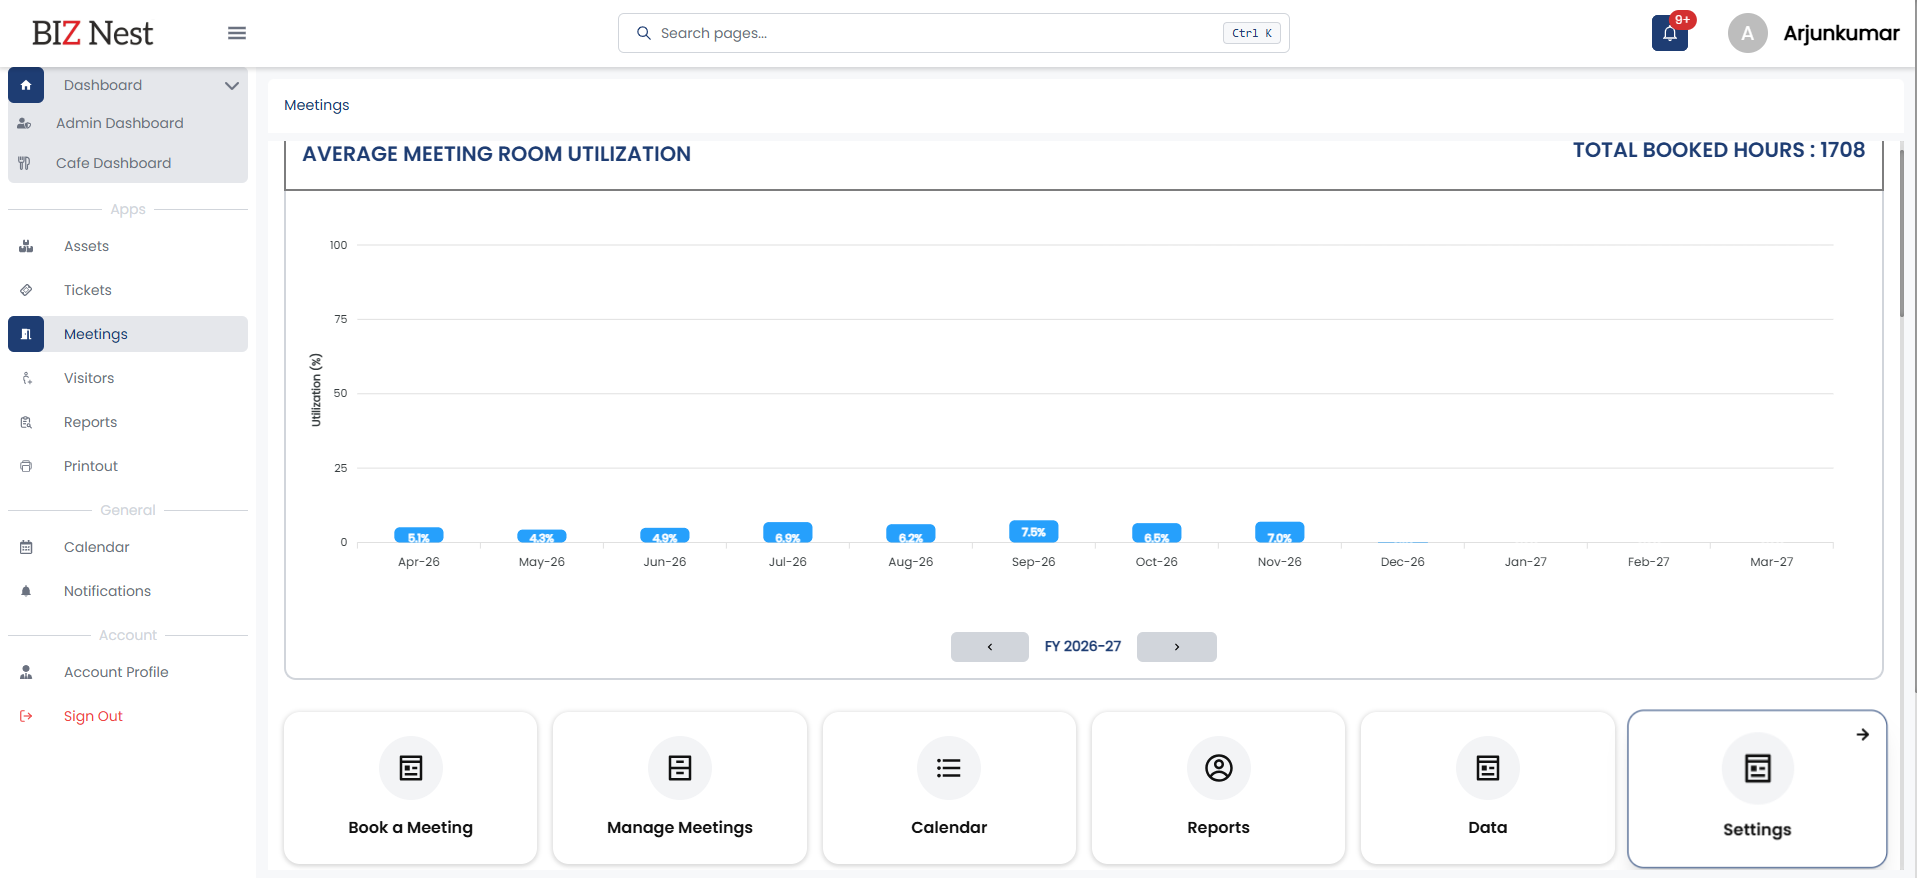 BIZ Nest
Search pages...
Ctrl K
9+
A
Arjunkumar
Dashboard
Admin Dashboard
Cafe Dashboard
Apps
Assets
Tickets
Meetings
Visitors
Reports
Printout
General
Calendar
Notifications
Account
Account Profile
Sign Out
Meetings
AVERAGE MEETING ROOM UTILIZATION
TOTAL BOOKED HOURS : 1708
Utilization (%)
100
75
50
25
0
5.1%
4.3%
4.9%
6.9%
6.2%
7.5%
6.5%
7.0%
Apr-26
May-26
Jun-26
Jul-26
Aug-26
Sep-26
Oct-26
Nov-26
Dec-26
Jan-27
Feb-27
Mar-27
FY 2026-27
Book a Meeting
Manage Meetings
Calendar
Reports
Data
Settings